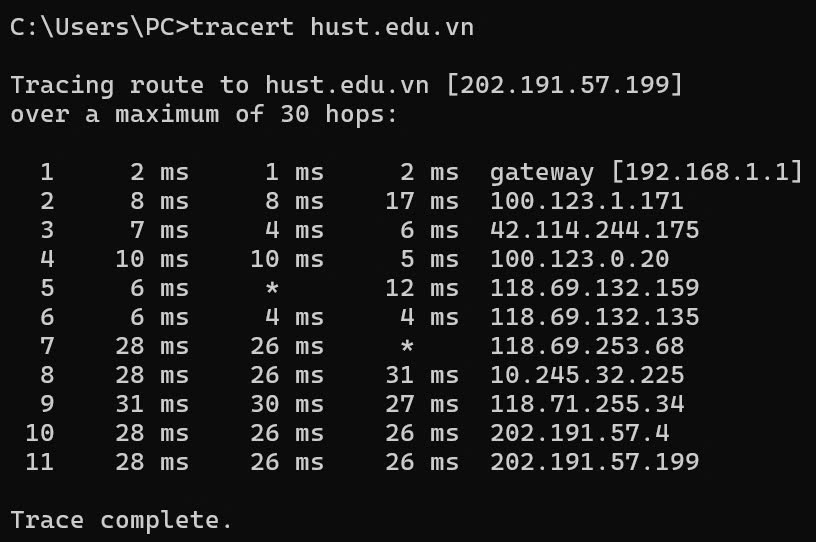 C:\Users\PC>tracert hust.edu.vn
Tracing route to hust.edu.vn [202.191.57.199]
over a maximum of 30 hops:
1 2 ms 1 ms 2 ms gateway [192.168.1.1]
2 8 ms 8 ms 17 ms 100.123.1.171
3 7 ms 4 ms 6 ms 42.114.244.175
4 10 ms 10 ms 5 ms 100.123.0.20
5 6 ms * 12 ms 118.69.132.159
6 6 ms 4 ms 4 ms 118.69.132.135
7 28 ms 26 ms * 118.69.253.68
8 28 ms 26 ms 31 ms 10.245.32.225
9 31 ms 30 ms 27 ms 118.71.255.34
10 28 ms 26 ms 26 ms 202.191.57.4
11 28 ms 26 ms 26 ms 202.191.57.199
Trace complete.